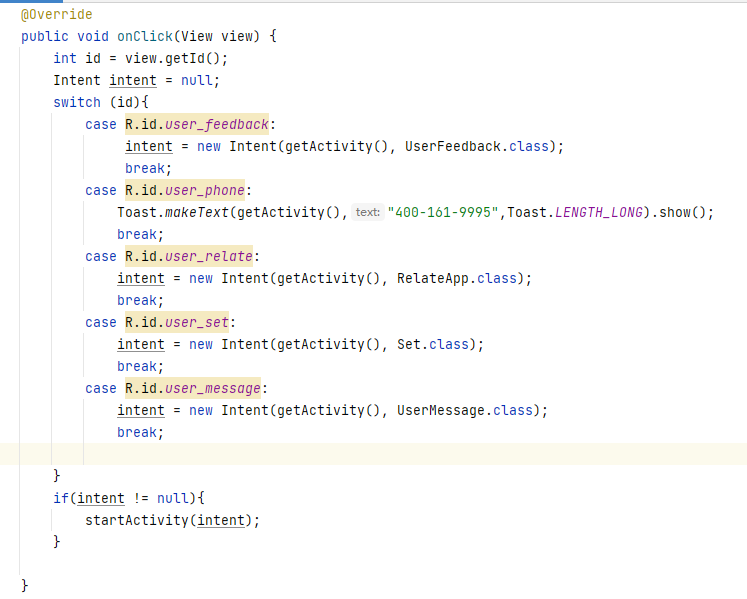 @Override
public void onClick(View view) {
    int id = view.getId();
    Intent intent = null;
    switch (id){
        case R.id.user_feedback:
             intent = new Intent(getActivity(), UserFeedback.class);
             break;
        case R.id.user_phone:
            Toast.makeText(getActivity(), text: "400-161-9995",Toast.LENGTH_LONG).show();
            break;
        case R.id.user_relate:
            intent = new Intent(getActivity(), RelateApp.class);
            break;
        case R.id.user_set:
            intent = new Intent(getActivity(), Set.class);
            break;
        case R.id.user_message:
            intent = new Intent(getActivity(), UserMessage.class);
            break;
    }
    if(intent != null){
        startActivity(intent);
    }
}